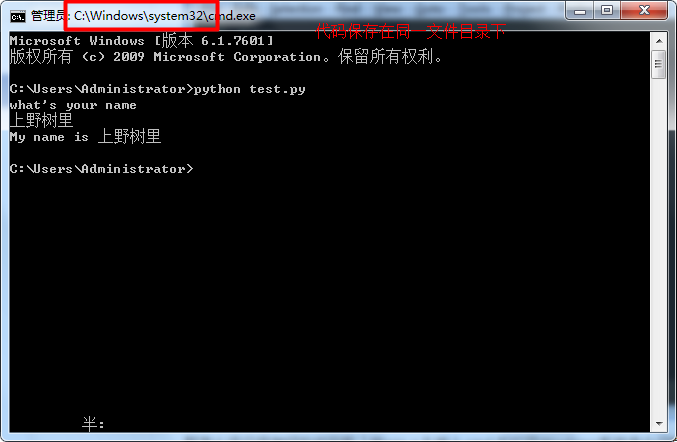 管理员: C:\Windows\system32\cmd.exe
代码保存在同一文件目录下
Microsoft Windows [版本 6.1.7601]
版权所有 (c) 2009 Microsoft Corporation。保留所有权利。
C:\Users\Administrator>python test.py
what's your name
上野树里
My name is 上野树里
C:\Users\Administrator>
半: